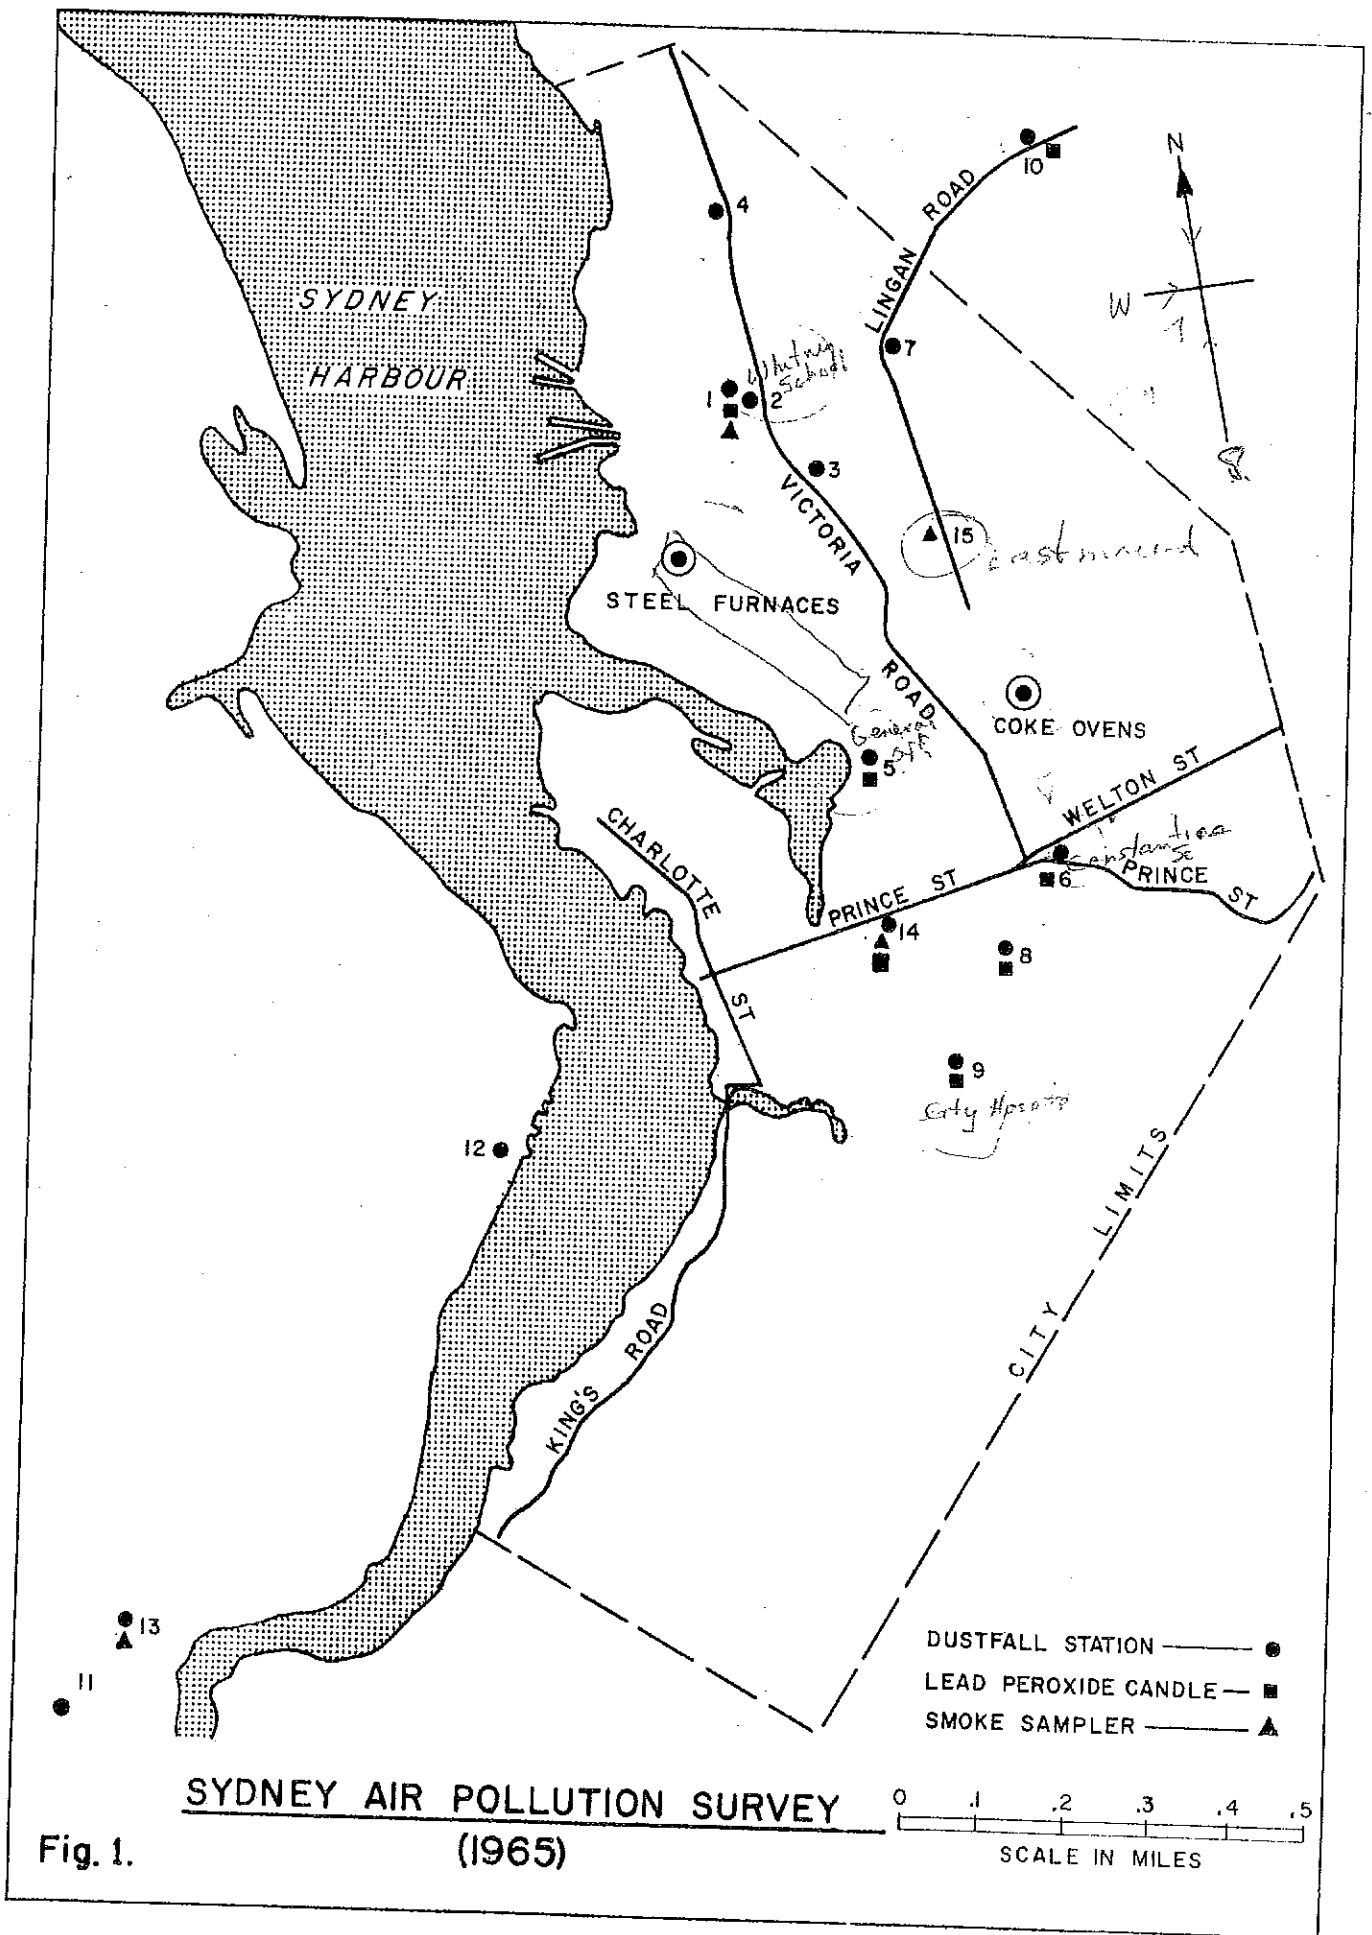 N
10
LINGAN ROAD
4
SYDNEY
HARBOUR
W
7
Whitney
School
1
2
3
VICTORIA ROAD
15
STEEL FURNACES
COKE OVENS
General
5
WELTON ST
CHARLOTTE ST
PRINCE ST
6
PRINCE ST
14
8
9
City
12
CITY LIMITS
KING'S ROAD
13
11
DUSTFALL STATION
LEAD PEROXIDE CANDLE
SMOKE SAMPLER
SYDNEY AIR POLLUTION SURVEY
(1965)
0 .1 .2 .3 .4 .5
SCALE IN MILES
Fig. 1.